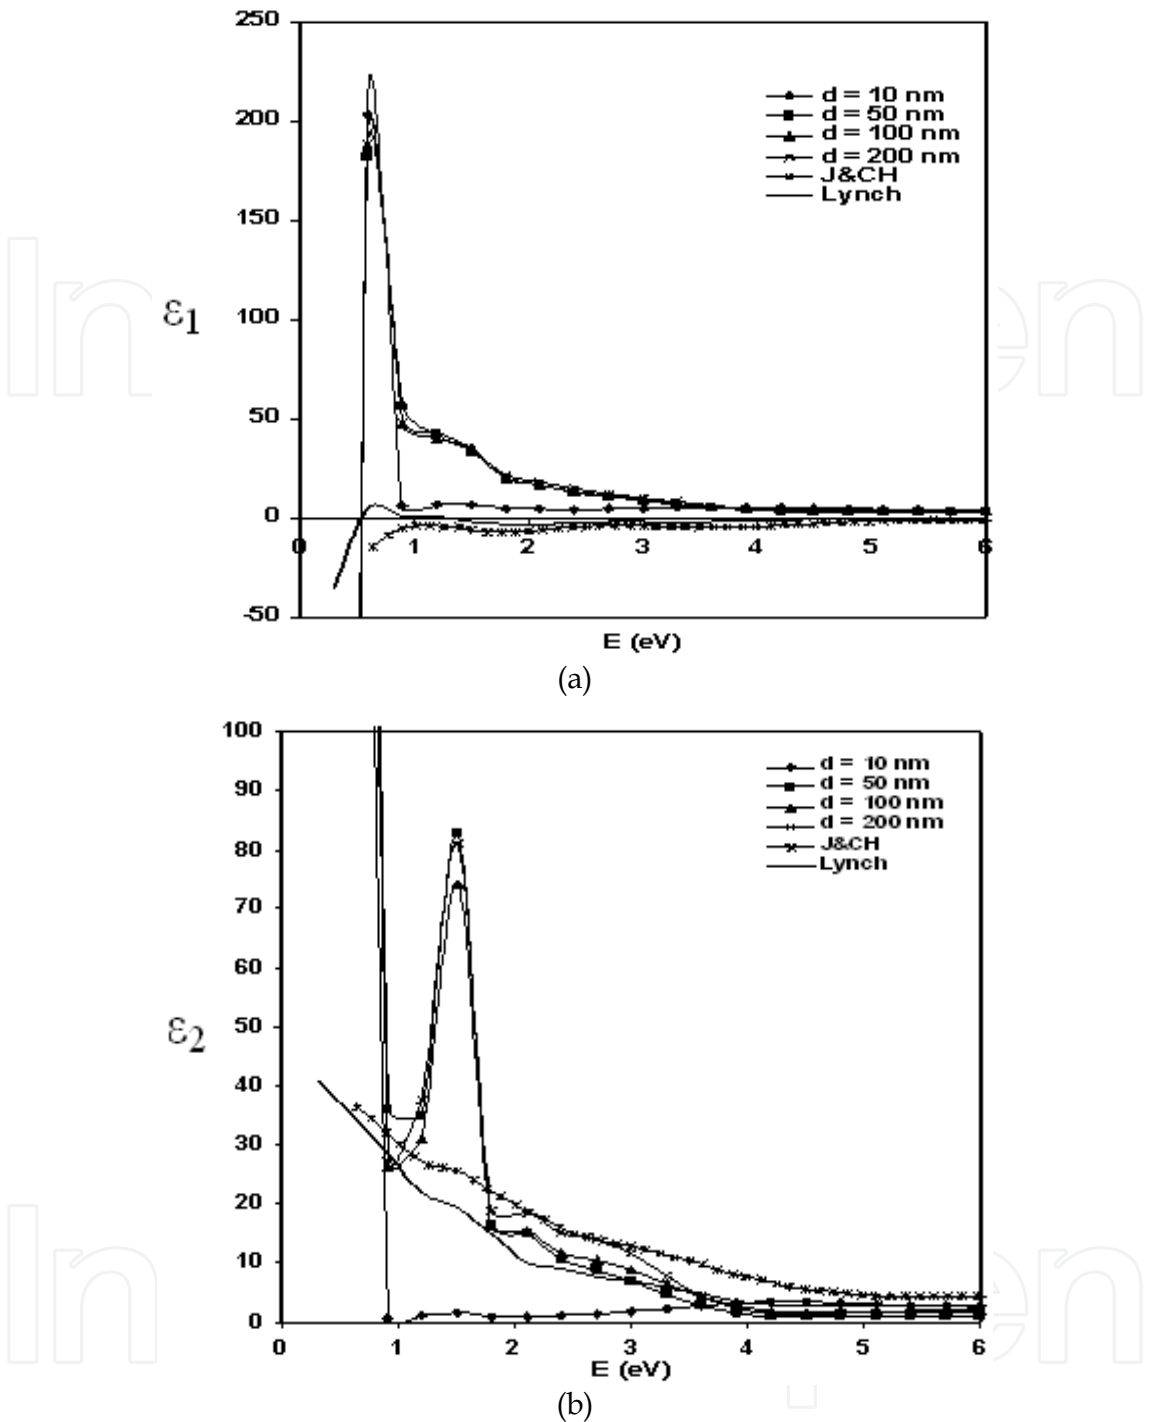 250
200
150
100
50
0
-50
ε1
0 1 2 3 4 5 6
E (eV)
d = 10 nm
d = 50 nm
d = 100 nm
d = 200 nm
J&CH
Lynch
(a)
100
90
80
70
60
50
40
30
20
10
0
ε2
0 1 2 3 4 5 6
E (eV)
d = 10 nm
d = 50 nm
d = 100 nm
d = 200 nm
J&CH
Lynch
(b)